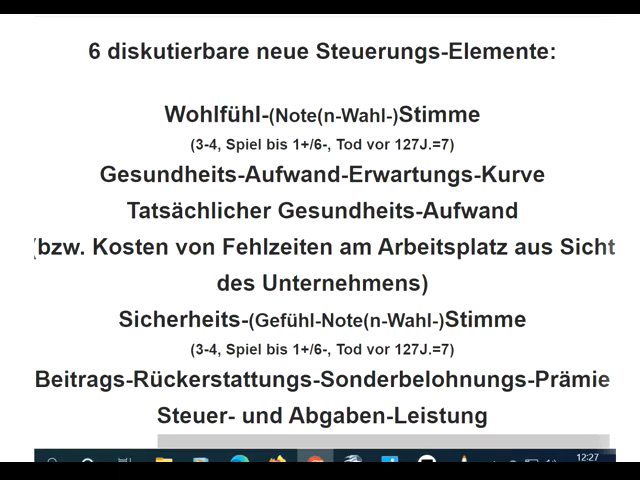 6 diskutierbare neue Steuerungs-Elemente:
Wohlfühl-(Note(n-Wahl-)Stimme
(3-4, Spiel bis 1+/6-, Tod vor 127J.=7)
Gesundheits-Aufwand-Erwartungs-Kurve
Tatsächlicher Gesundheits-Aufwand
(bzw. Kosten von Fehlzeiten am Arbeitsplatz aus Sicht
des Unternehmens)
Sicherheits-(Gefühl-Note(n-Wahl-)Stimme
(3-4, Spiel bis 1+/6-, Tod vor 127J.=7)
Beitrags-Rückerstattungs-Sonderbelohnungs-Prämie
Steuer- und Abgaben-Leistung
12:27